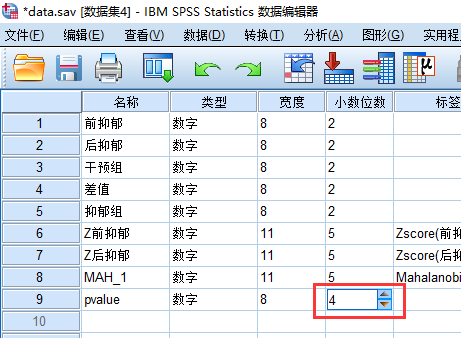 *data.sav [数据集4] - IBM SPSS Statistics 数据编辑器
文件(F) 编辑(E) 查看(V) 数据(D) 转换(T) 分析(A) 图形(G) 实用程
名称 类型 宽度 小数位数 标签
1 前抑郁 数字 8 2
2 后抑郁 数字 8 2
3 干预组 数字 8 2
4 差值 数字 8 2
5 抑郁组 数字 8 2
6 Z前抑郁 数字 11 5 Zscore(前抑
7 Z后抑郁 数字 11 5 Zscore(后抑
8 MAH_1 数字 11 5 Mahalanobi
9 pvalue 数字 8 4
10